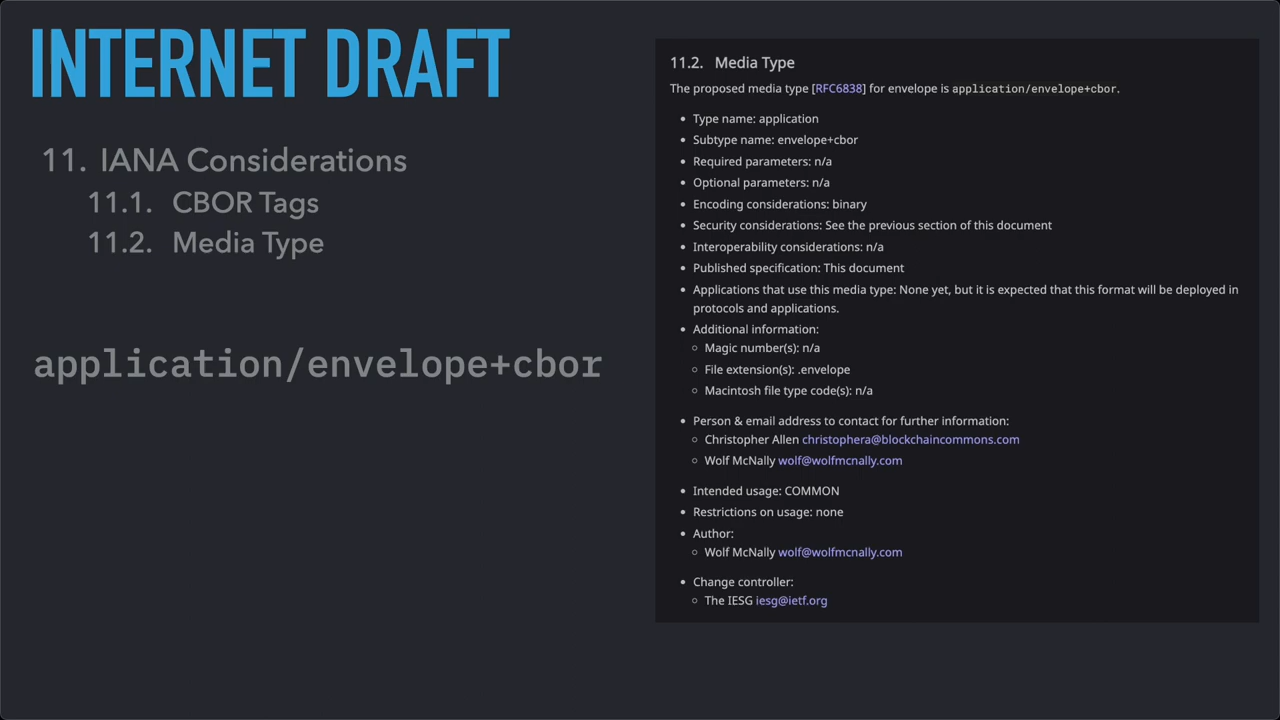 INTERNET DRAFT
11. IANA Considerations
11.1. CBOR Tags
11.2. Media Type
application/envelope+cbor
11.2. Media Type
The proposed media type [RFC6838] for envelope is application/envelope+cbor.
• Type name: application
• Subtype name: envelope+cbor
• Required parameters: n/a
• Optional parameters: n/a
• Encoding considerations: binary
• Security considerations: See the previous section of this document
• Interoperability considerations: n/a
• Published specification: This document
• Applications that use this media type: None yet, but it is expected that this format will be deployed in
protocols and applications.
• Additional information:
○ Magic number(s): n/a
○ File extension(s): .envelope
○ Macintosh file type code(s): n/a
• Person & email address to contact for further information:
○ Christopher Allen christophera@blockchaincommons.com
○ Wolf McNally wolf@wolfmcnally.com
• Intended usage: COMMON
• Restrictions on usage: none
• Author:
○ Wolf McNally wolf@wolfmcnally.com
• Change controller:
○ The IESG iesg@ietf.org